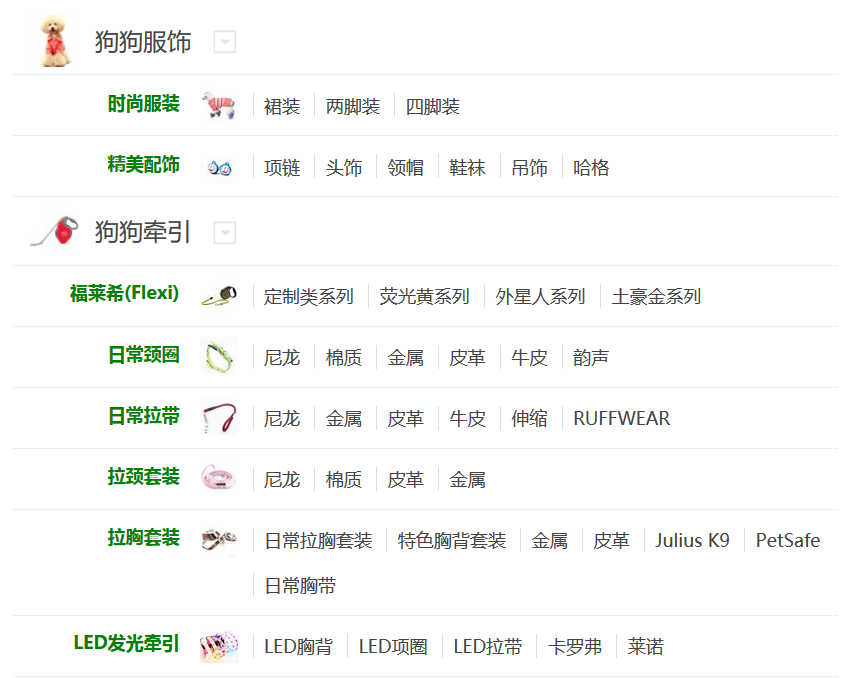 狗狗服饰
时尚服装 裙装 两脚装 四脚装
精美配饰 项链 头饰 领帽 鞋袜 吊饰 哈格
狗狗牵引
福莱希(Flexi) 定制类系列 荧光黄系列 外星人系列 土豪金系列
日常颈圈 尼龙 棉质 金属 皮革 牛皮 韵声
日常拉带 尼龙 金属 皮革 牛皮 伸缩 RUFFWEAR
拉颈套装 尼龙 棉质 皮革 金属
拉胸套装 日常拉胸套装 特色胸背套装 金属 皮革 Julius K9 PetSafe
日常胸带
LED发光牵引 LED胸背 LED项圈 LED拉带 卡罗弗 莱诺